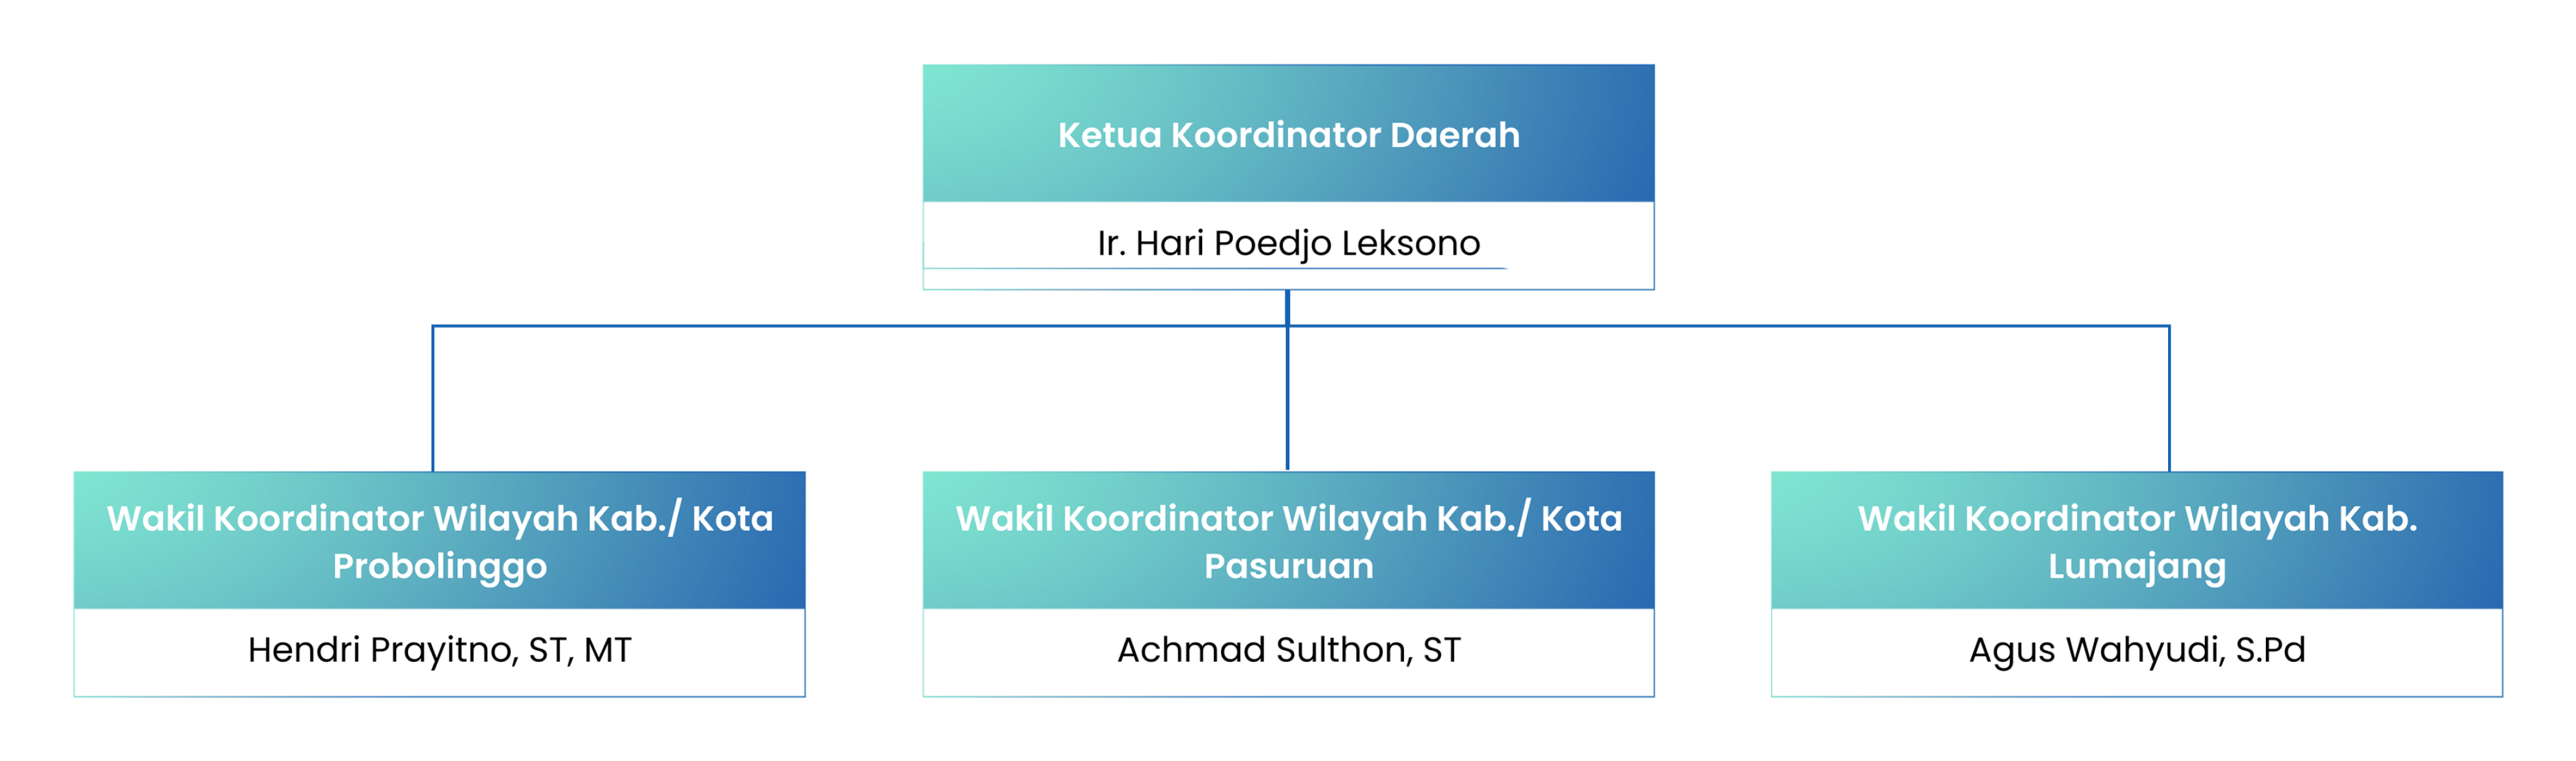 Ketua Koordinator Daerah
Ir. Hari Poedjo Leksono
Wakil Koordinator Wilayah Kab./ Kota
Probolinggo
Hendri Prayitno, ST, MT
Wakil Koordinator Wilayah Kab./ Kota
Pasuruan
Achmad Sulthon, ST
Wakil Koordinator Wilayah Kab.
Lumajang
Agus Wahyudi, S.Pd